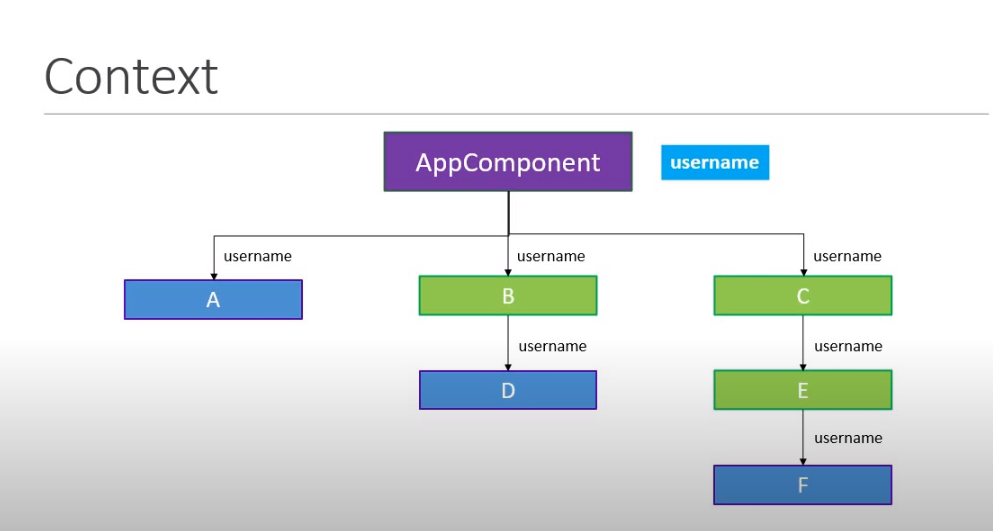 Context
AppComponent
username
username
username
username
A
B
C
username
username
D
E
username
F